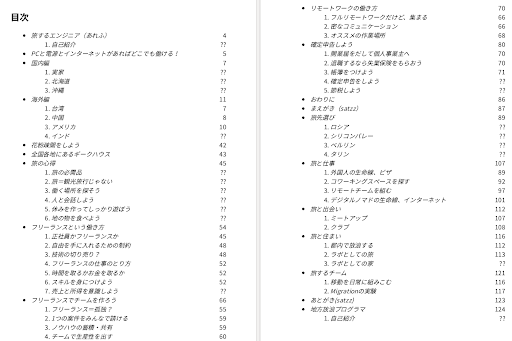 目次
• 旅するエンジニア（あれふ） 4
1. 自己紹介 ??
• PCと電源とインターネットがあればどこでも働ける！ 5
• 国内編 7
1. 実家 ??
2. 北海道 ??
3. 沖縄 ??
• 海外編 11
1. 台湾 7
2. 中国 8
3. アメリカ 10
4. インド ??
• 花粉疎開をしよう 42
• 全国各地にあるギークハウス 43
• 旅の心得 45
1. 旅の必需品 ??
2. 旅＝観光旅行じゃない ??
3. 働く場所を探そう ??
4. 人と会話しよう ??
5. 休みを作ってしっかり遊ぼう ??
6. 地の物を食べよう ??
• フリーランスという働き方 54
1. 正社員かフリーランスか 45
2. 自由を手に入れるための制約 48
3. 技術の切り売り？ 48
4. フリーランスの仕事のとり方 52
5. 時間を取るかお金を取るか 52
6. スキルを身につけよう 52
7. 売上と所得を意識しよう ??
• フリーランスでチームを作ろう 66
1. フリーランス＝孤独？ 55
2. 1つの案件をみんなで請ける 59
3. ノウハウの蓄積・共有 59
4. チームで生産性を出す 60
• リモートワークの働き方 70
1. フルリモートワークだけど、集まる 66
2. 密なコミュニケーション 66
3. オススメの作業場所 68
• 確定申告しよう 80
1. 開業届をだして個人事業主へ 70
2. 退職するなら失業保険をもらおう 70
3. 帳簿をつけよう 71
4. 確定申告をしよう ??
5. 節税しよう ??
• おわりに 86
• まえがき（satzz） 87
• 旅先選び 89
1. ロシア ??
2. シリコンバレー ??
3. ベルリン ??
4. タリン ??
• 旅と仕事 107
1. 外国人の生命線、ビザ 89
2. コワーキングスペースを探す 92
3. リモートチームを組む 97
4. デジタルノマドの生命線、インターネット 101
• 旅と出会い 112
1. ミートアップ 107
2. クラブ 108
• 旅と住まい 116
1. 都内で放浪する 112
2. ラボとしての旅 113
3. ラボとしての家 ??
• 旅するチーム 121
1. 移動を日常に組みこむ 116
2. Migrationの実験 117
• あとがき(satzz) 123
• 地方放浪プログラマ 124
1. 自己紹介 ??